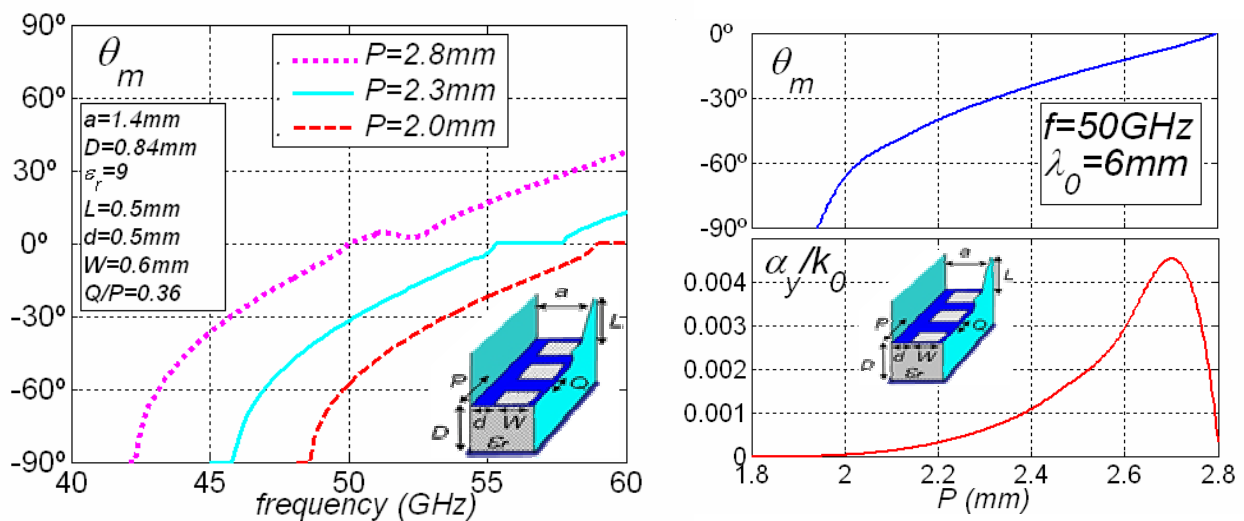 90º
60º
30º
0º
-30º
-60º
-90º
θm
P=2.8mm
P=2.3mm
P=2.0mm
a=1.4mm
D=0.84mm
εr=9
L=0.5mm
d=0.5mm
W=0.6mm
Q/P=0.36
a
L
P
Q
d
W
D
εr
40
45
50
55
60
frequency (GHz)
0º
-30º
-60º
-90º
θm
f=50GHz
λ0=6mm
0.004
0.003
0.002
0.001
0
αy/k0
a
L
P
Q
d
W
D
εr
1.8
2
2.2
2.4
2.6
2.8
P (mm)